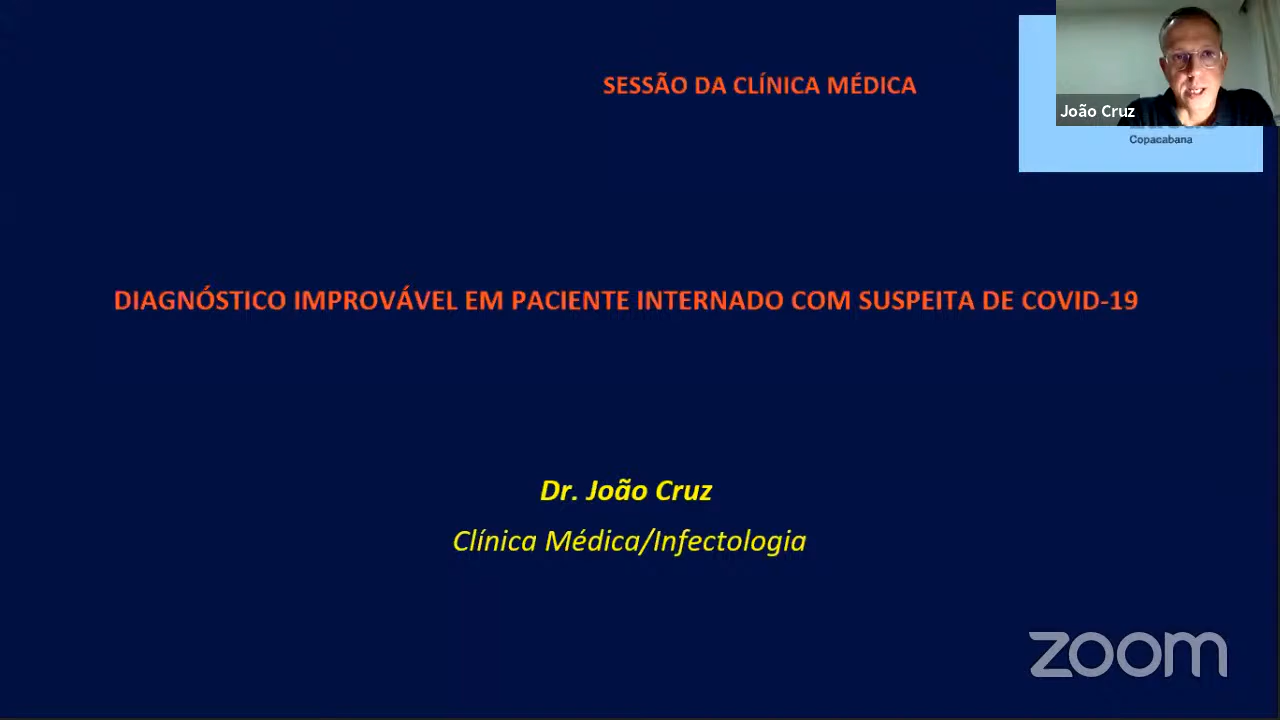 SESSÃO DA CLÍNICA MÉDICA
João Cruz
Copacabana
DIAGNÓSTICO IMPROVÁVEL EM PACIENTE INTERNADO COM SUSPEITA DE COVID-19
Dr. João Cruz
Clínica Médica/Infectologia
zoom